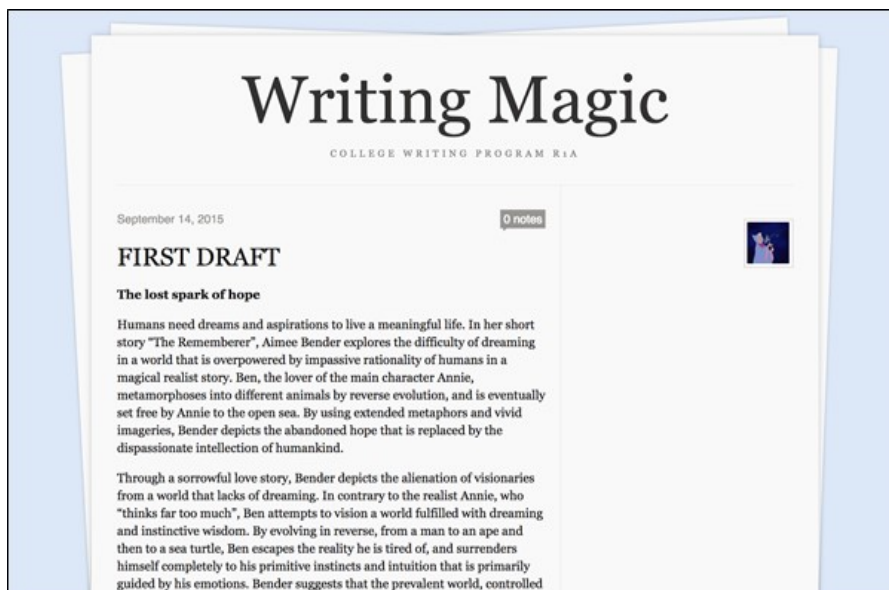 Writing Magic
COLLEGE WRITING PROGRAM R1A
September 14, 2015
0 notes
FIRST DRAFT
The lost spark of hope
Humans need dreams and aspirations to live a meaningful life. In her short
story “The Rememberer”, Aimee Bender explores the difficulty of dreaming
in a world that is overpowered by impassive rationality of humans in a
magical realist story. Ben, the lover of the main character Annie,
metamorphoses into different animals by reverse evolution, and is eventually
set free by Annie to the open sea. By using extended metaphors and vivid
imageries, Bender depicts the abandoned hope that is replaced by the
dispassionate intellection of humankind.
Through a sorrowful love story, Bender depicts the alienation of visionaries
from a world that lacks of dreaming. In contrary to the realist Annie, who
“thinks far too much”, Ben attempts to vision a world fulfilled with dreaming
and instinctive wisdom. By evolving in reverse, from a man to an ape and
then to a sea turtle, Ben escapes the reality he is tired of, and surrenders
himself completely to his primitive instincts and intuition that is primarily
guided by his emotions. Bender suggests that the prevalent world, controlled